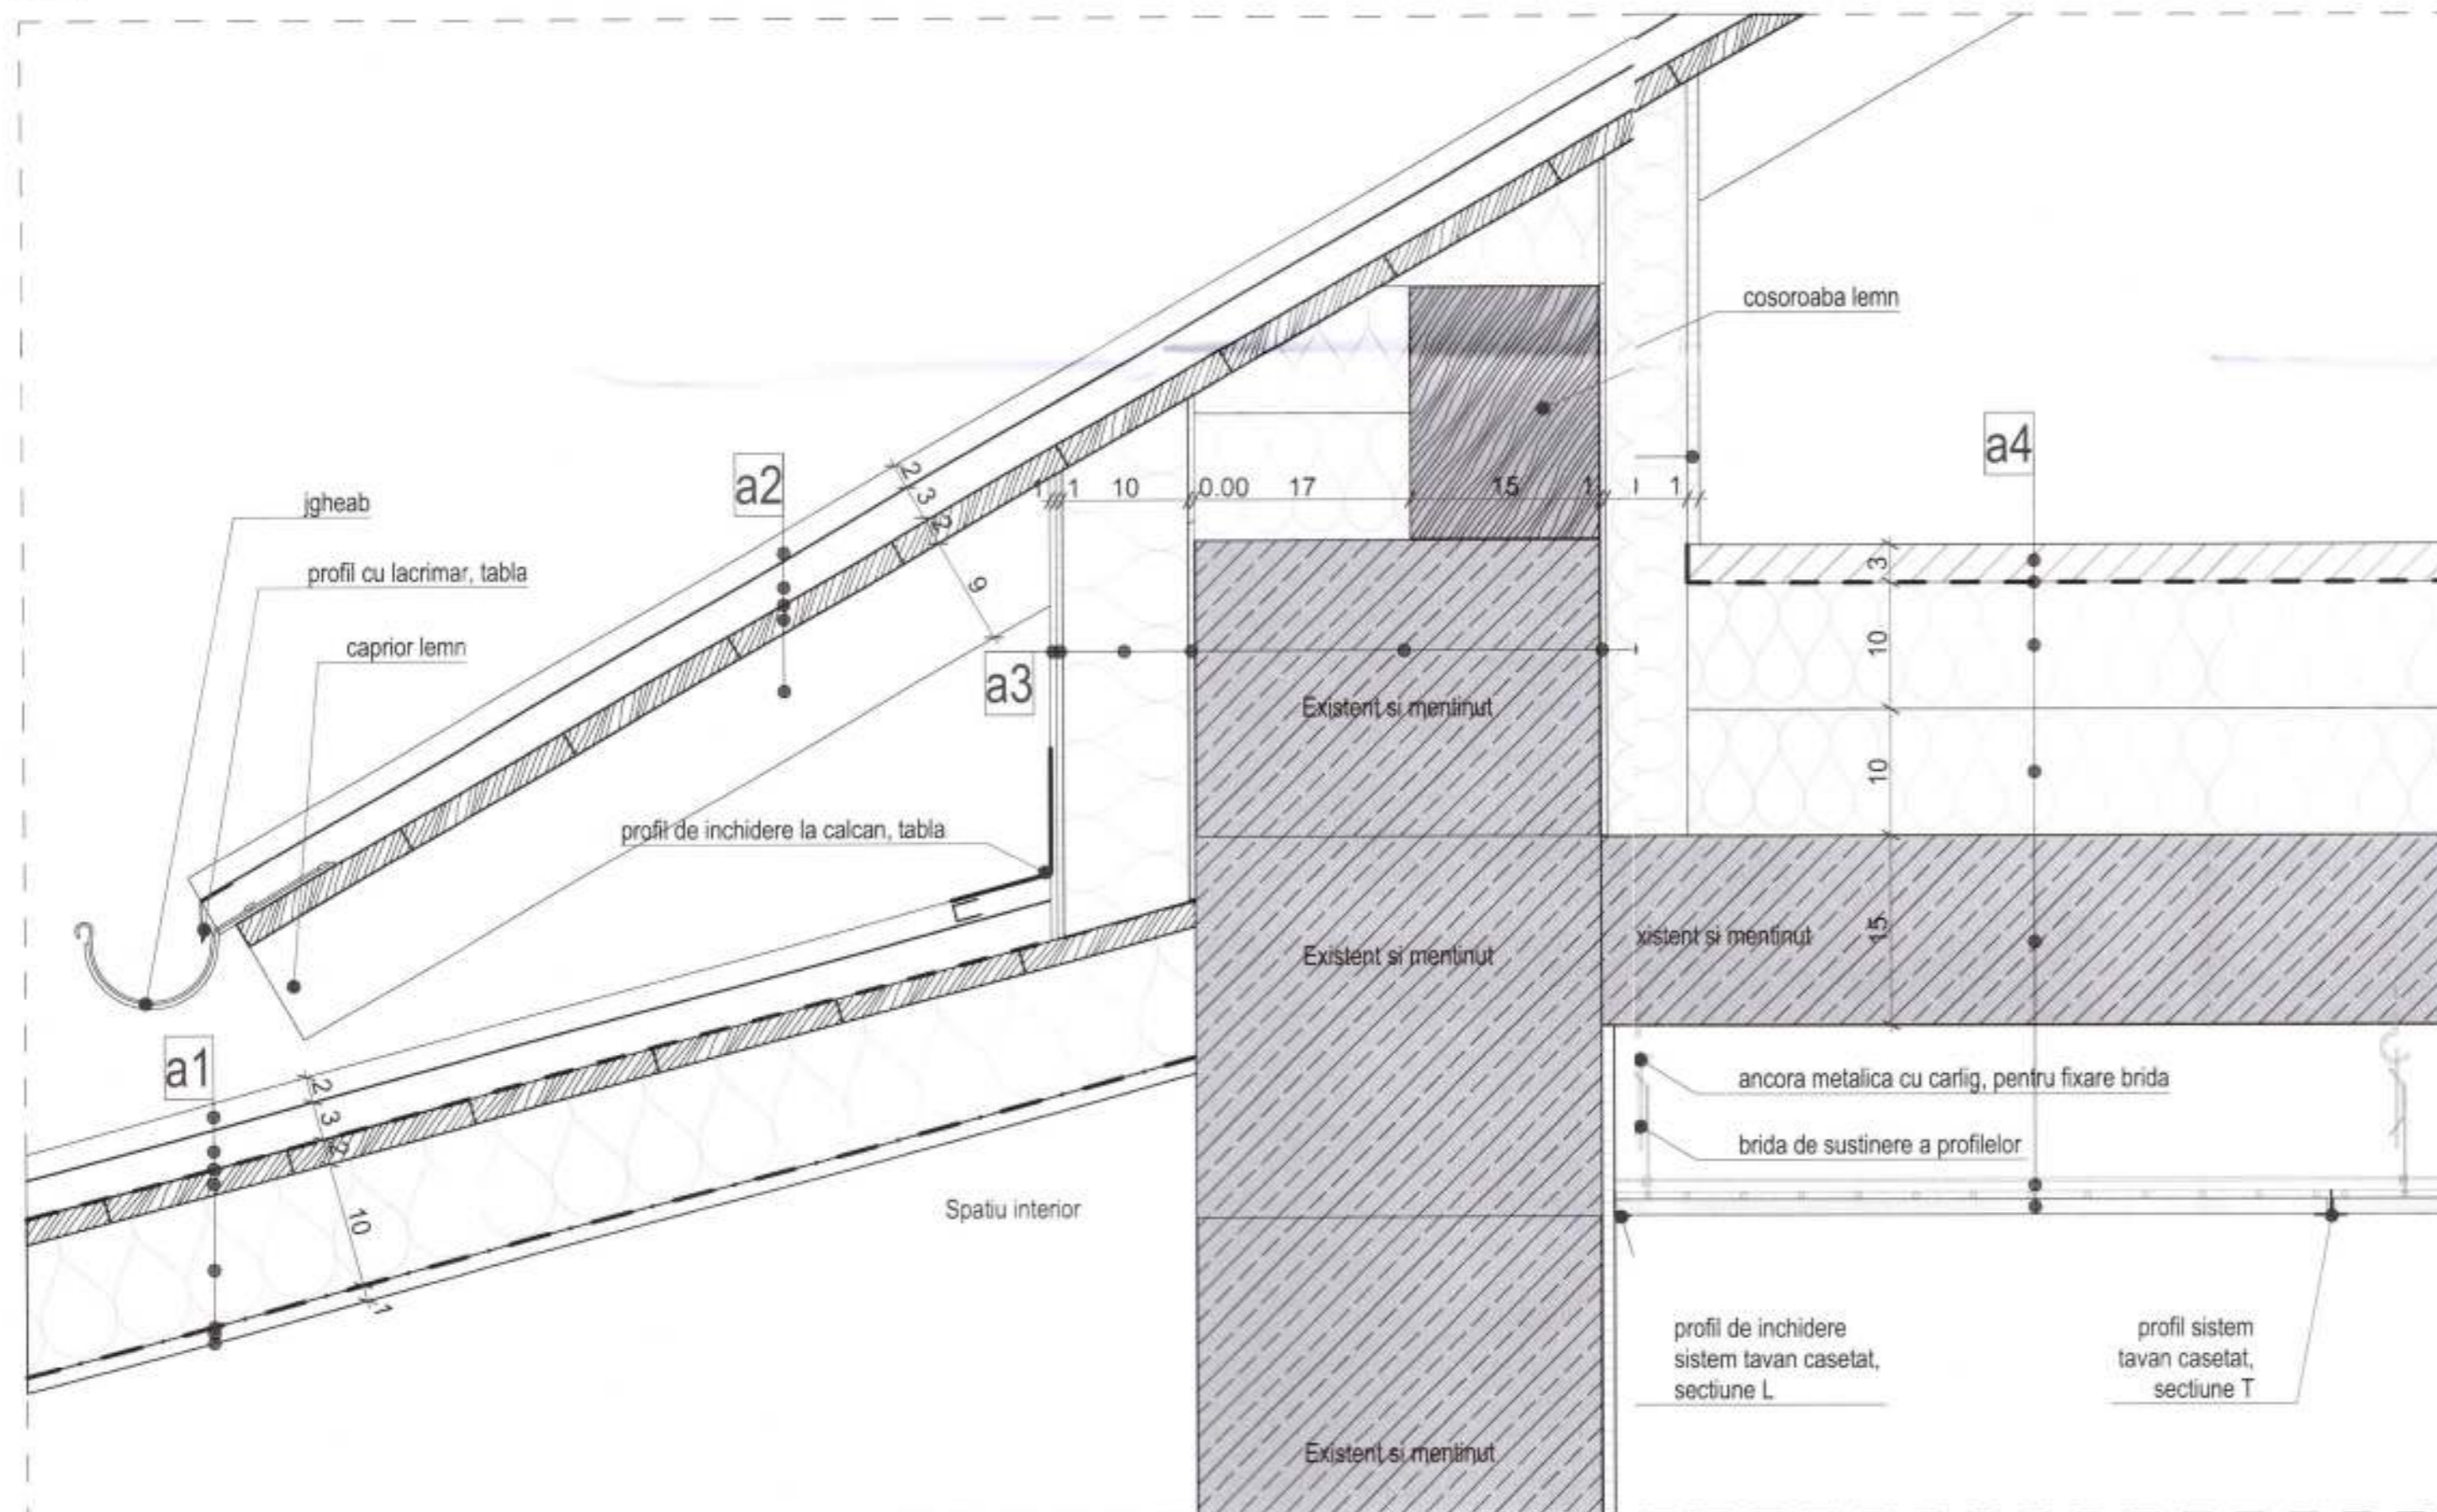 cosoroaba lemn
a4
a2
jgheab
2
3
2
9
1
1
10
0.00
17
15
1
1
profil cu lacrimar, tabla
3
caprior lemn
10
a3
Existent si mentinut
10
profil de inchidere la calcan, tabla
Existent si mentinut
xistent si mentinut
15
a1
2
3
2
10
1
ancora metalica cu carlig, pentru fixare brida
brida de sustinere a profilelor
Spatiu interior
profil de inchidere
sistem tavan casetat,
sectiune L
profil sistem
tavan casetat,
sectiune T
Existent si mentinut